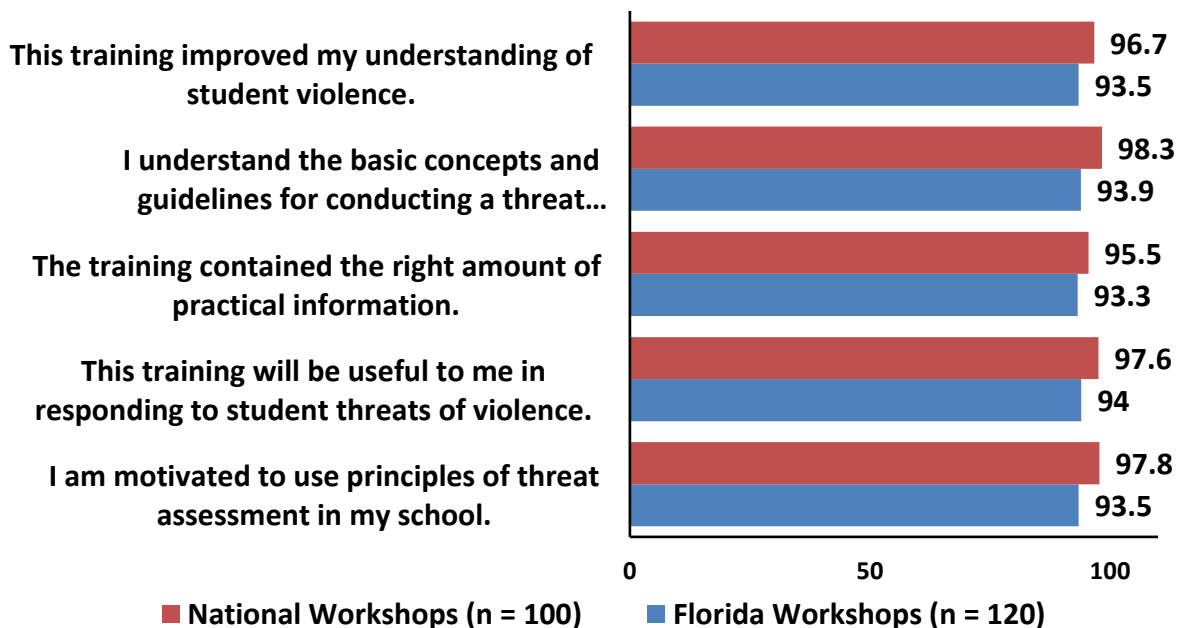 This training improved my understanding of
student violence.
96.7
93.5
I understand the basic concepts and
guidelines for conducting a threat…
98.3
93.9
The training contained the right amount of
practical information.
95.5
93.3
This training will be useful to me in
responding to student threats of violence.
97.6
94
I am motivated to use principles of threat
assessment in my school.
97.8
93.5
0 50 100
National Workshops (n = 100) Florida Workshops (n = 120)